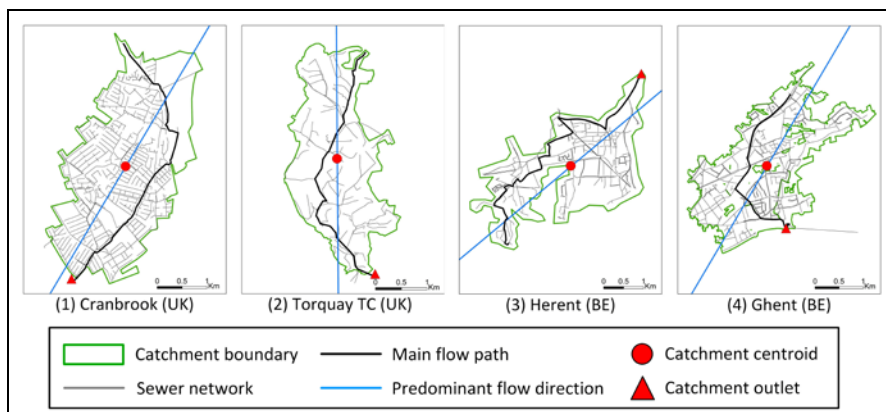 0 0.5 1 Km
0 0.5 1 Km
0 0.5 1 Km
0 0.5 1 Km
(1) Cranbrook (UK) (2) Torquay TC (UK) (3) Herent (BE) (4) Ghent (BE)
Catchment boundary Main flow path Catchment centroid
Sewer network Predominant flow direction Catchment outlet